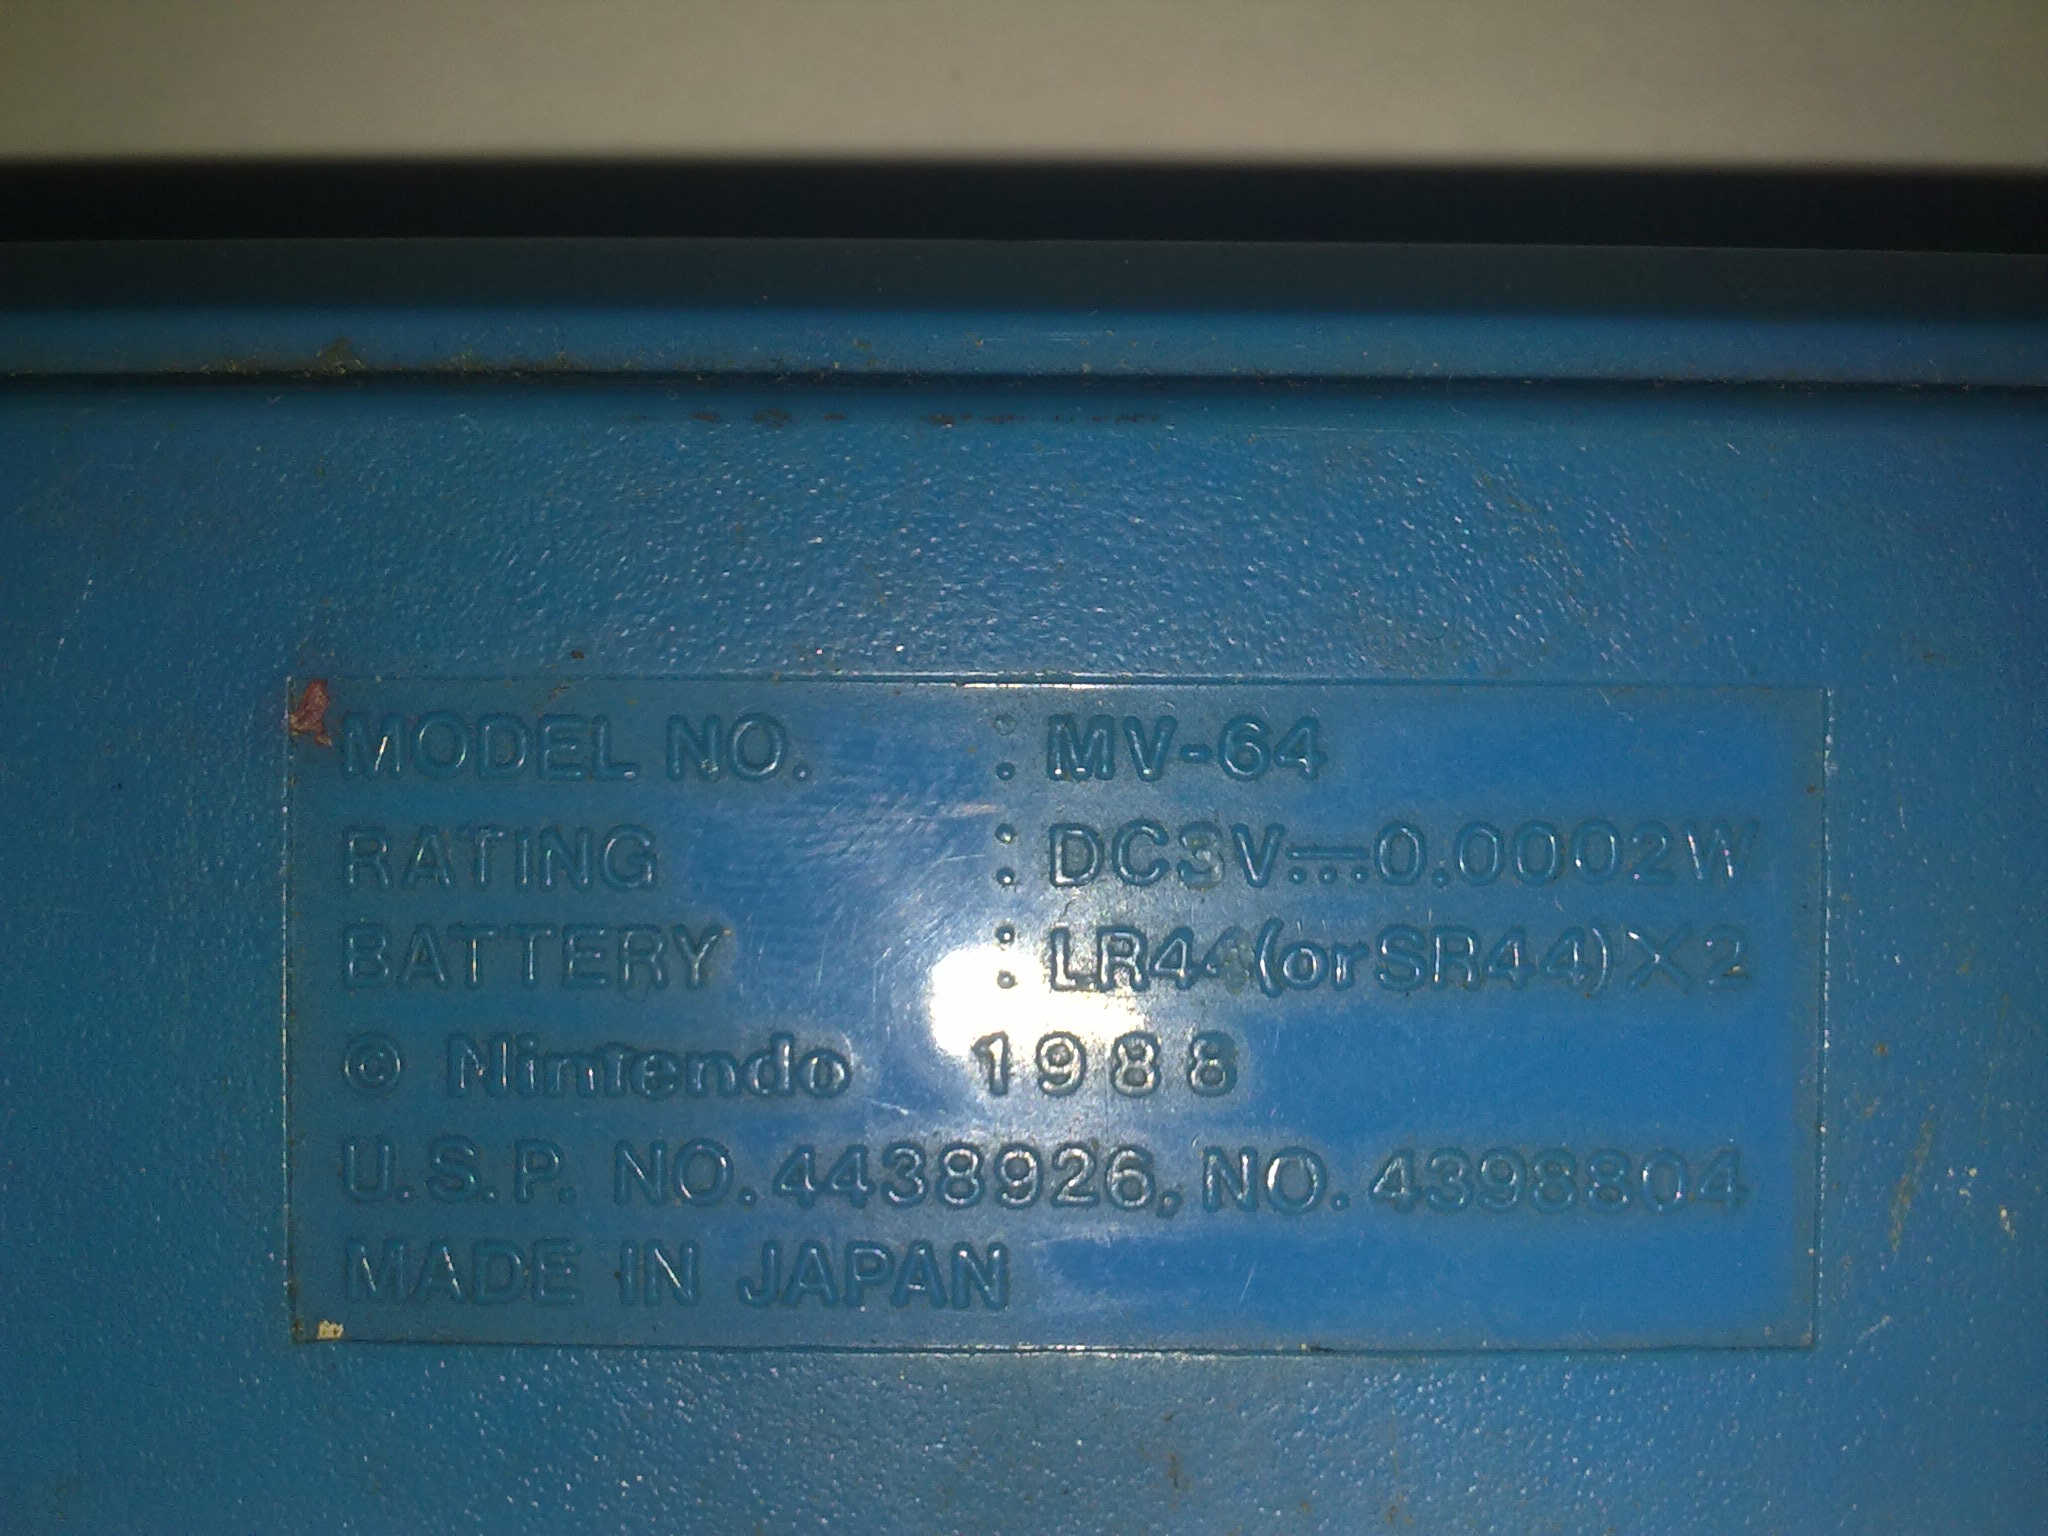 MODEL NO. : MV-64
RATING : DC3V⎓0.0002W
BATTERY : LR44(or SR44)×2
© Nintendo 1988
U.S.P. NO. 4438926, NO. 4398804
MADE IN JAPAN